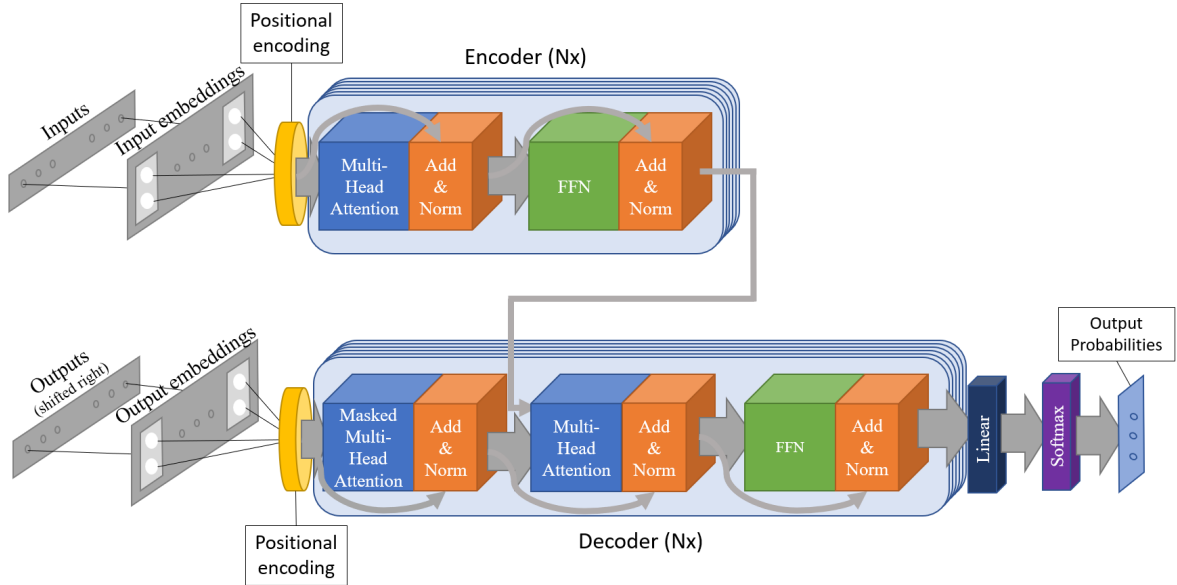 Positional
encoding
Encoder (Nx)
Inputs
Input embeddings
Multi-
Head
Attention
Add
&
Norm
FFN
Add
&
Norm
Outputs
(shifted right)
Output embeddings
Masked
Multi-
Head
Attention
Add
&
Norm
Multi-
Head
Attention
Add
&
Norm
FFN
Add
&
Norm
Linear
Softmax
Output
Probabilities
Positional
encoding
Decoder (Nx)